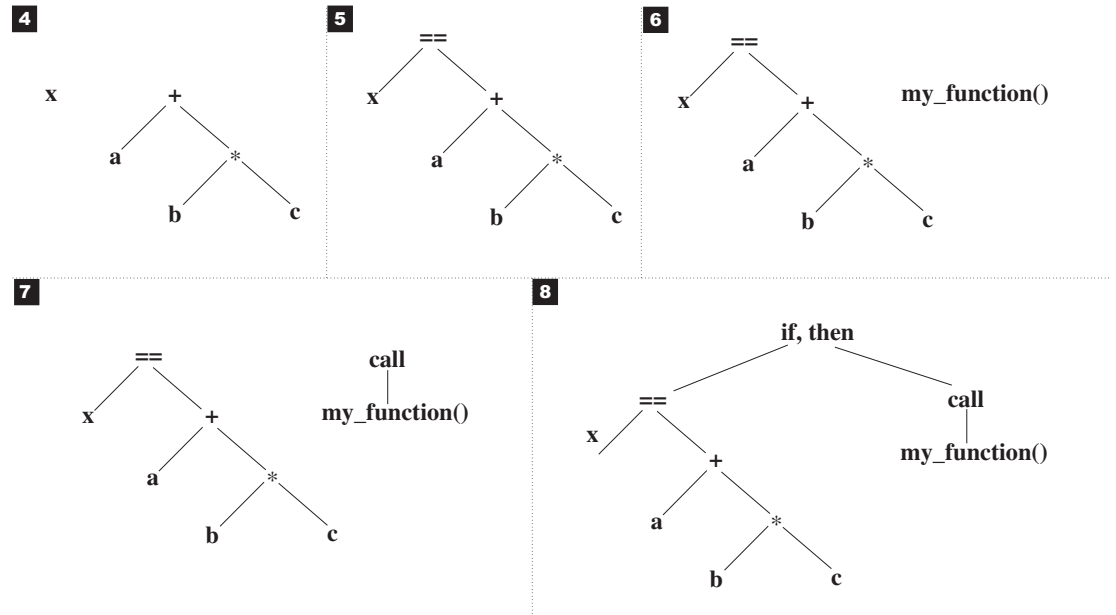 4
x
+
a
*
b
c
5
==
x
+
a
*
b
c
6
==
x
+
my_function()
a
*
b
c
7
==
call
x
+
my_function()
a
*
b
c
8
if, then
==
call
x
+
my_function()
a
*
b
c